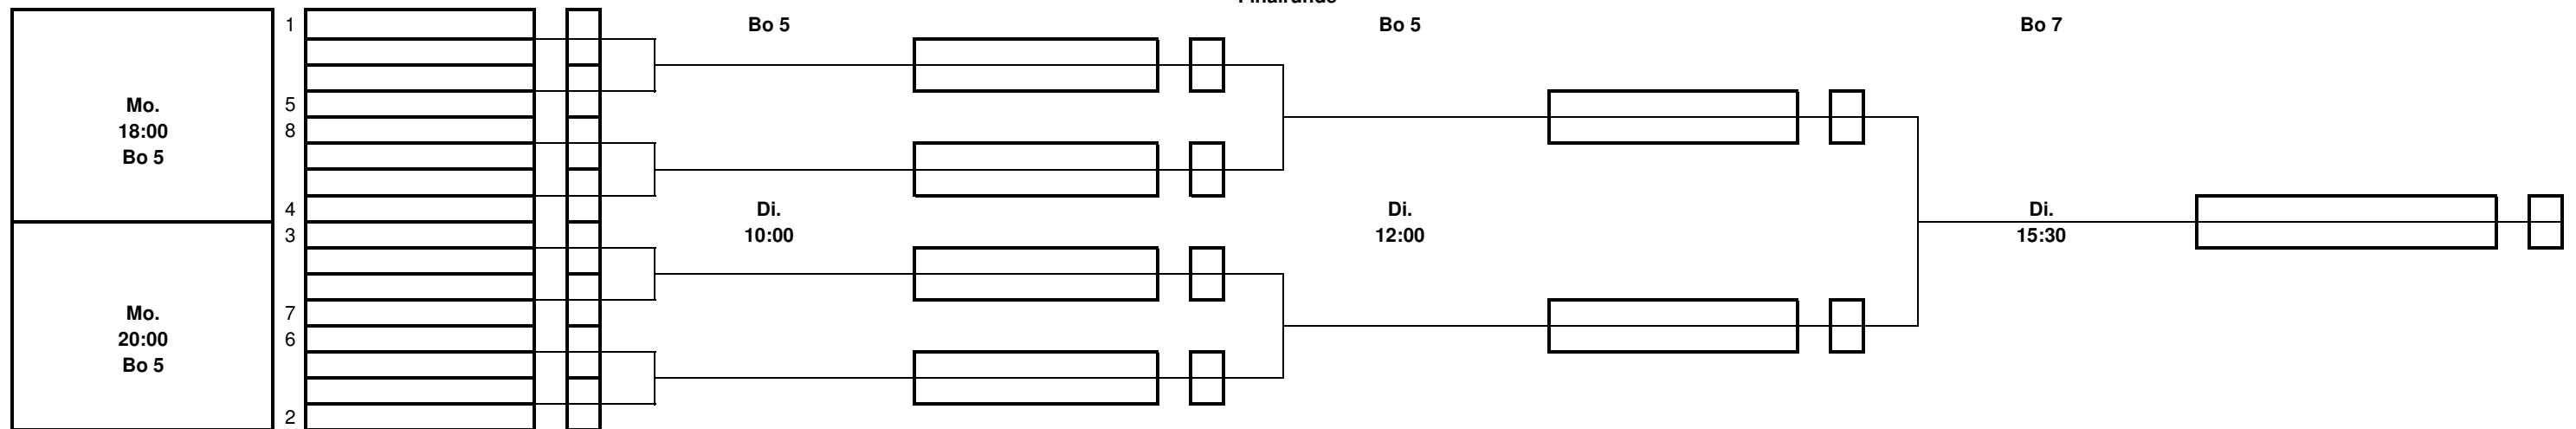 Finalrunde
1
Bo 5
Bo 5
Bo 7
Mo.
18:00
Bo 5
5
8
4
3
Di.
10:00
Di.
12:00
Di.
15:30
Mo.
20:00
Bo 5
7
6
2